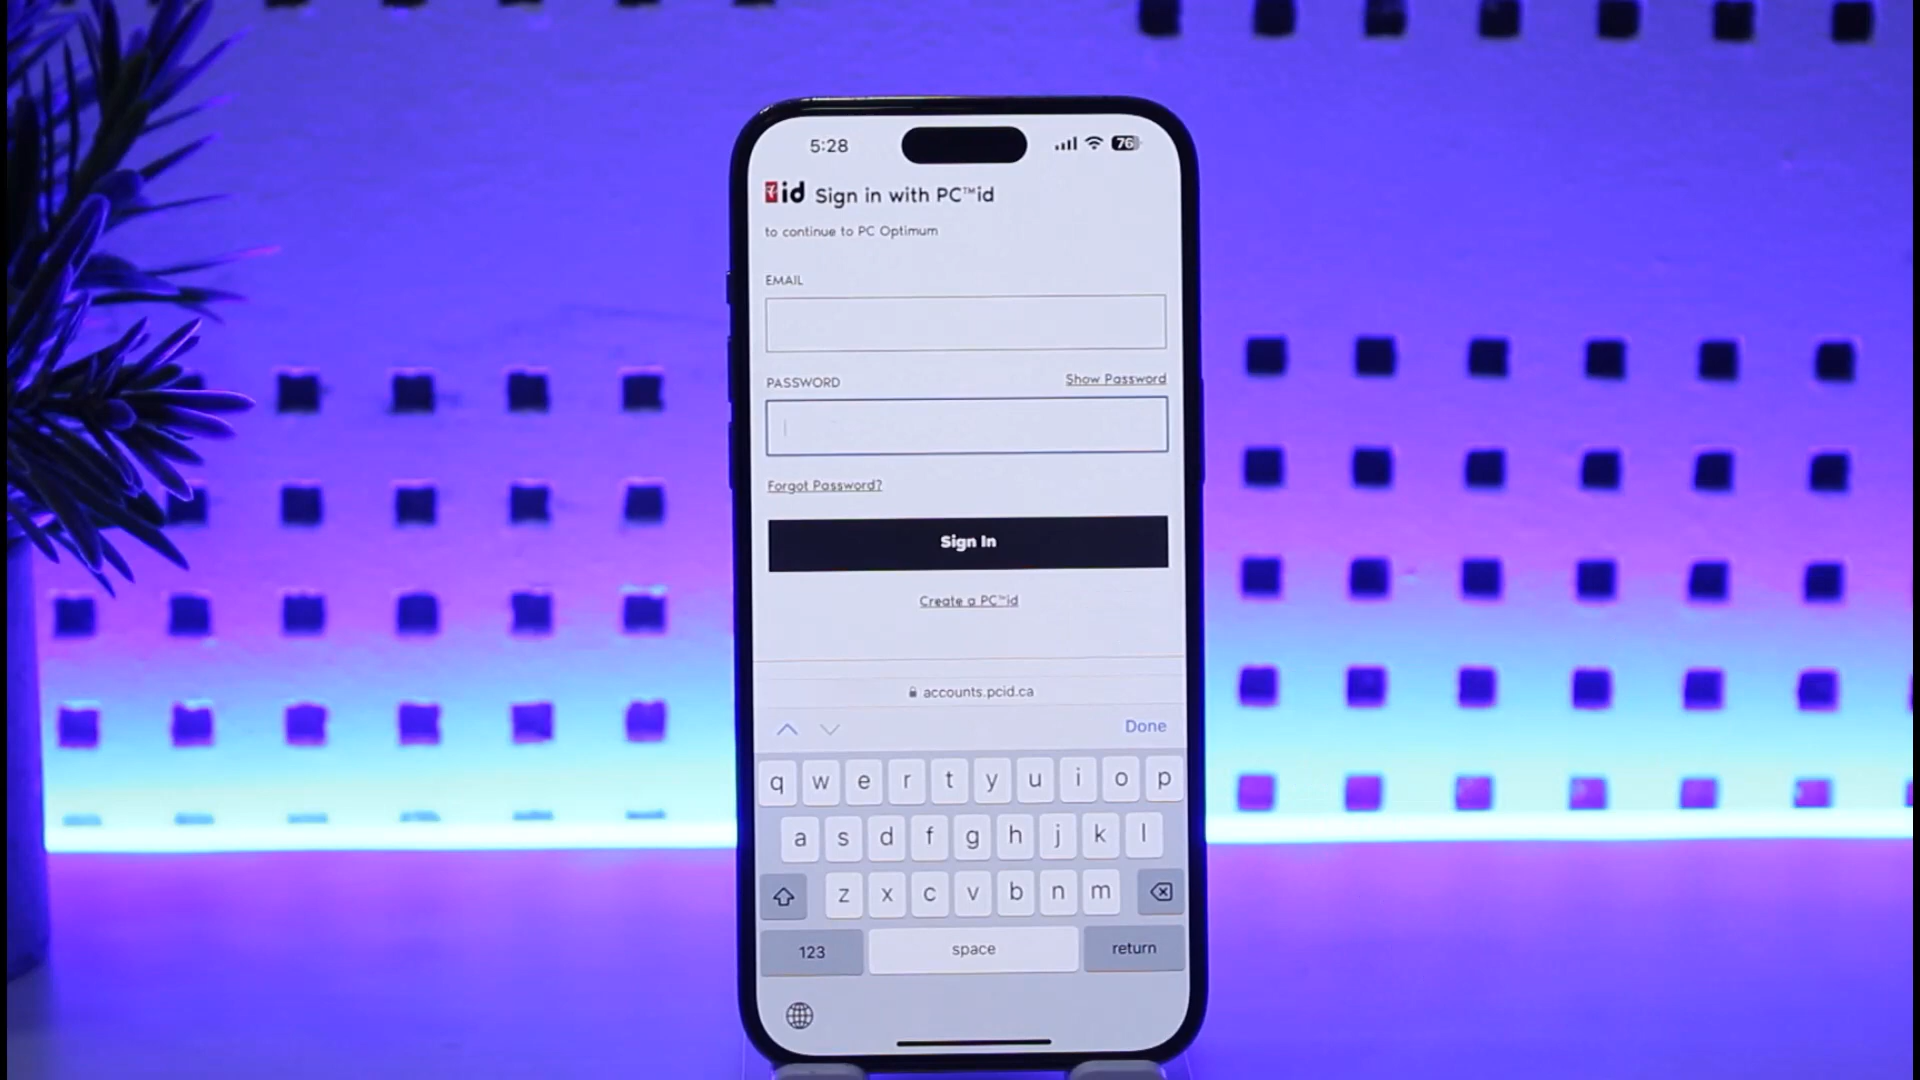 5:28
76
id Sign in with PC™id
to continue to PC Optimum
EMAIL
PASSWORD Show Password
Forgot Password?
Sign In
Create a PC™id
accounts.pcid.ca
Done
q w e r t y u i o p
a s d f g h j k l
z x c v b n m
123 space return